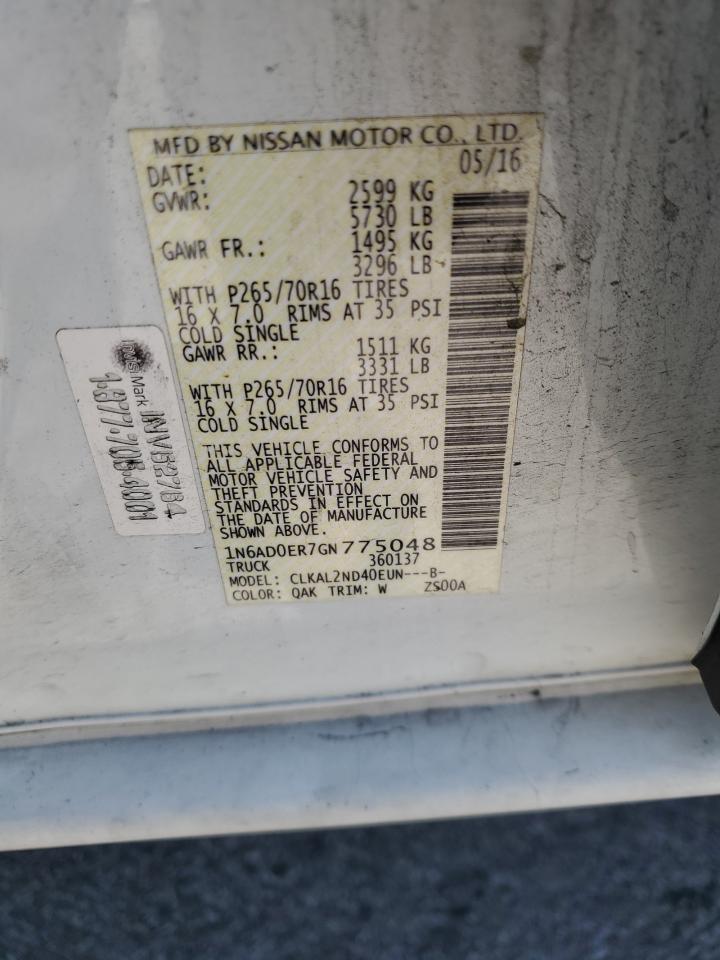 MFD BY NISSAN MOTOR CO., LTD.
DATE: 05/16
GVWR: 2599 KG
5730 LB
GAWR FR.: 1495 KG
3296 LB
WITH P265/70R16 TIRES
16 X 7.0 RIMS AT 35 PSI
COLD SINGLE
GAWR RR.: 1511 KG
3331 LB
WITH P265/70R16 TIRES
16 X 7.0 RIMS AT 35 PSI
COLD SINGLE
THIS VEHICLE CONFORMS TO
ALL APPLICABLE FEDERAL
MOTOR VEHICLE SAFETY AND
THEFT PREVENTION
STANDARDS IN EFFECT ON
THE DATE OF MANUFACTURE
SHOWN ABOVE.
1N6AD0ER7GN775048
TRUCK 360137
MODEL: CLKAL2ND40EUN---B-
COLOR: QAK TRIM: W ZS00A
Mark